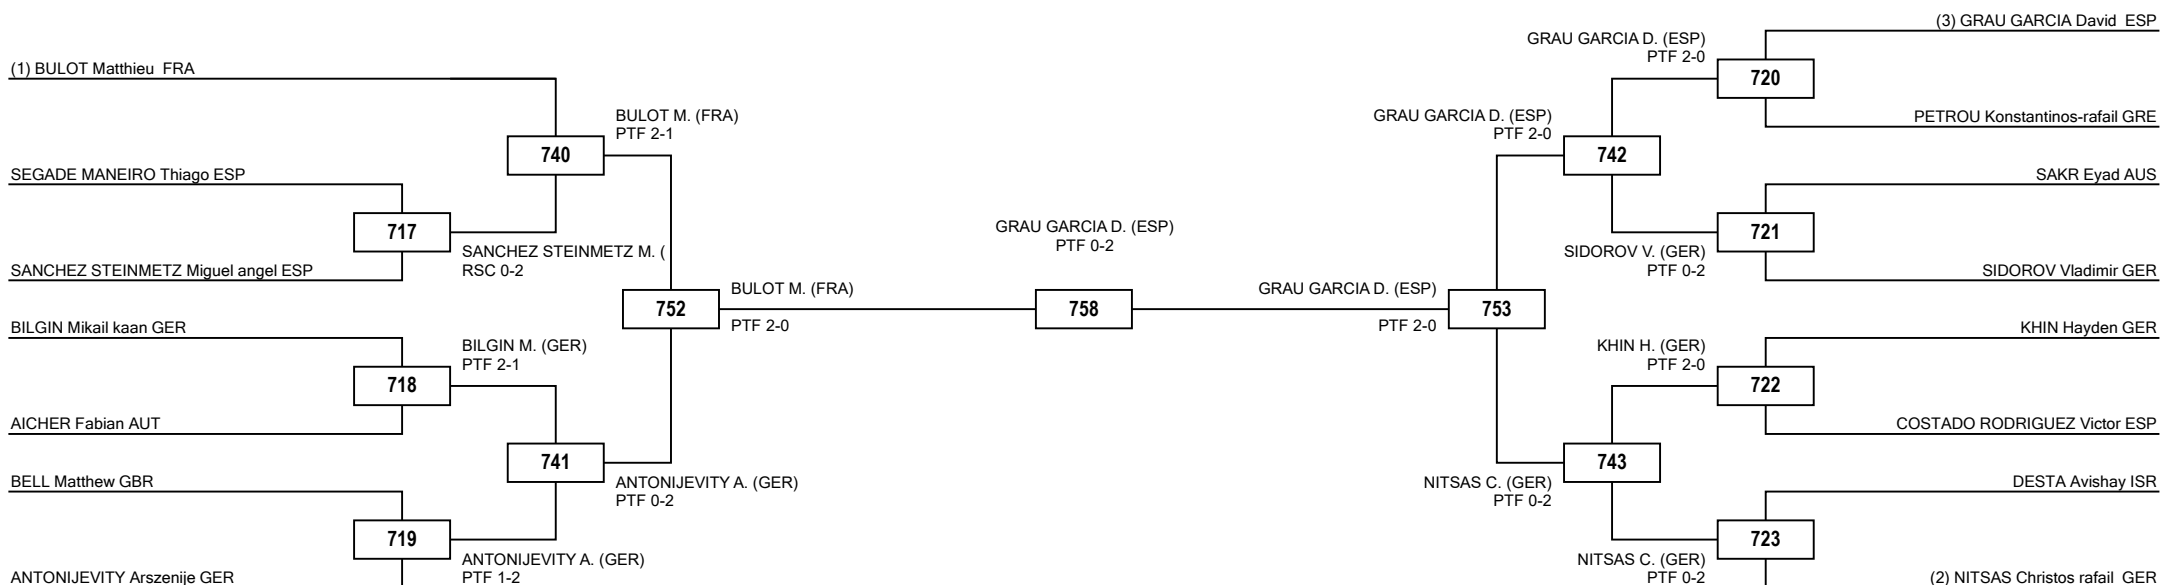 (3) GRAU GARCIA David ESP
GRAU GARCIA D. (ESP)
PTF 2-0
(1) BULOT Matthieu FRA
720
BULOT M. (FRA)
PTF 2-1
GRAU GARCIA D. (ESP)
PTF 2-0
PETROU Konstantinos-rafail GRE
740
742
SEGADE MANEIRO Thiago ESP
SAKR Eyad AUS
717
721
GRAU GARCIA D. (ESP)
PTF 0-2
SANCHEZ STEINMETZ M. (
RSC 0-2
SIDOROV V. (GER)
PTF 0-2
SANCHEZ STEINMETZ Miguel angel ESP
SIDOROV Vladimir GER
BULOT M. (FRA)
GRAU GARCIA D. (ESP)
752
758
753
PTF 2-0
PTF 2-0
BILGIN Mikail kaan GER
KHIN Hayden GER
BILGIN M. (GER)
PTF 2-1
KHIN H. (GER)
PTF 2-0
718
722
AICHER Fabian AUT
COSTADO RODRIGUEZ Victor ESP
741
743
BELL Matthew GBR
ANTONIJEVITY A. (GER)
PTF 0-2
NITSAS C. (GER)
PTF 0-2
DESTA Avishay ISR
719
723
ANTONIJEVITY A. (GER)
PTF 1-2
NITSAS C. (GER)
PTF 0-2
ANTONIJEVITY Arszenije GER
(2) NITSAS Christos rafail GER